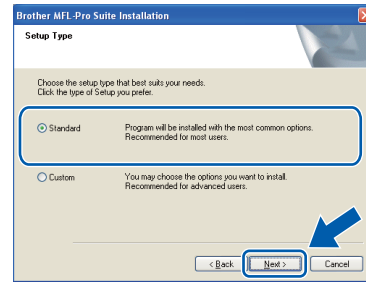 Brother MFL-Pro Suite Installation
Setup Type
Choose the setup type that best suits your needs.
Click the type of Setup you prefer.
Standard Program will be installed with the most common options.
Recommended for most users.
Custom You may choose the options you want to install.
Recommended for advanced users.
< Back Next > Cancel